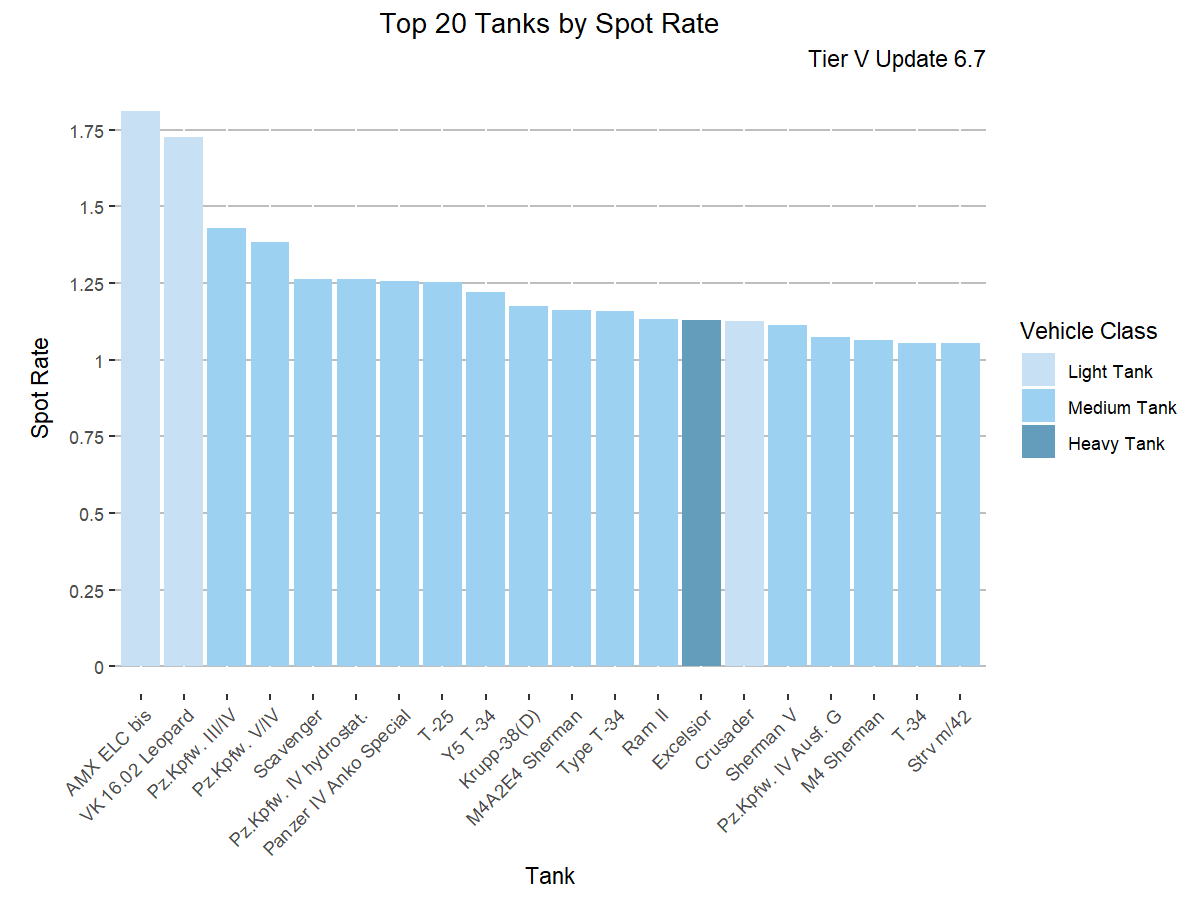 Top 20 Tanks by Spot Rate
Tier V Update 6.7
1.75
1.5
1.25
1
0.75
0.5
0.25
0
Spot Rate
AMX ELC bis
VK 16.02 Leopard
Pz.Kpfw. III/IV
Pz.Kpfw. V/IV
Scavenger
Pz.Kpfw. IV hydrostat.
Panzer IV Anko Special
T-25
Y5 T-34
Krupp-38(D)
M4A2E4 Sherman
Type T-34
Ram II
Excelsior
Crusader
Sherman V
Pz.Kpfw. IV Ausf. G
M4 Sherman
T-34
Strv m/42
Tank
Vehicle Class
Light Tank
Medium Tank
Heavy Tank